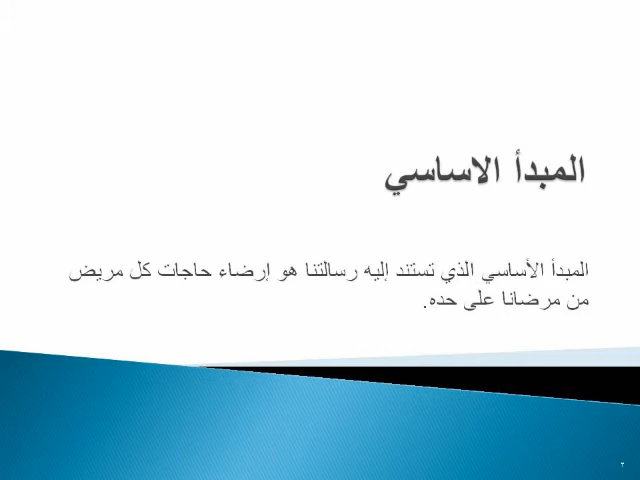 المبدأ الاساسي
المبدأ الأساسي الذي تستند إليه رسالتنا هو إرضاء حاجات كل مريض
من مرضانا على حده.
٢